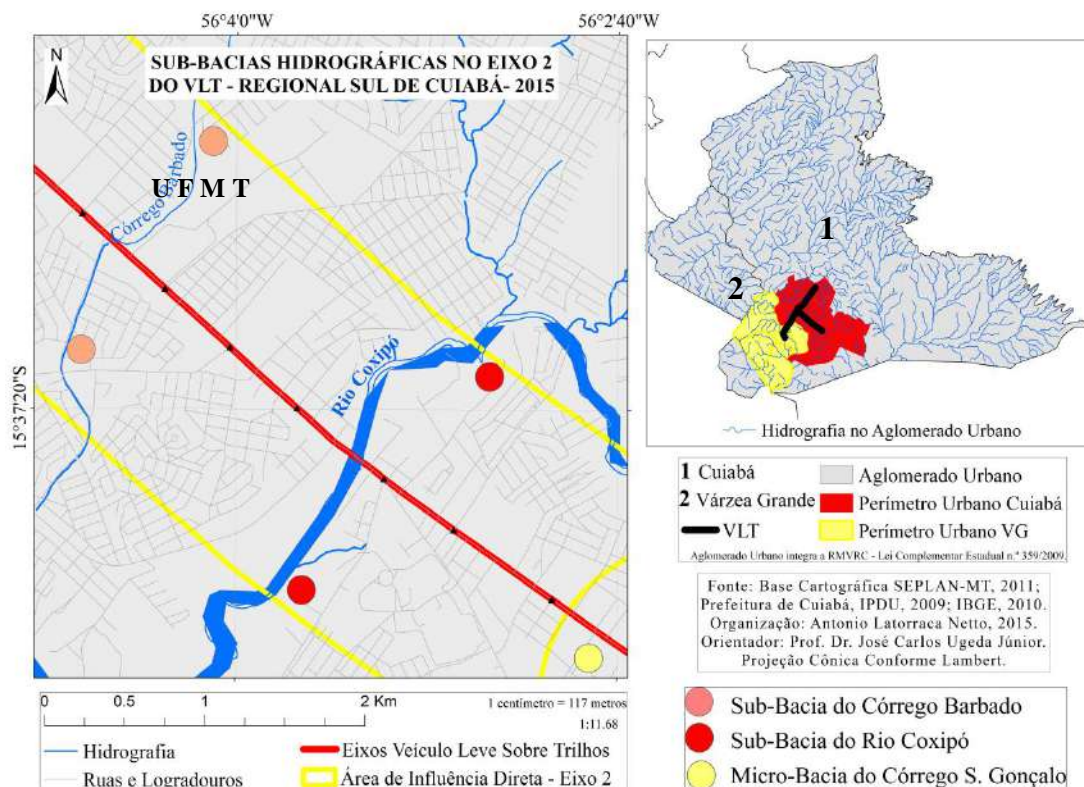 56°4'0"W
56°2'40"W
N
SUB-BACIAS HIDROGRÁFICAS NO EIXO 2
DO VLT - REGIONAL SUL DE CUIABÁ- 2015
UFMT
Córrego Barbado
Rio Coxipó
15°37'20"S
0 0.5 1 2 Km
1 centímetro = 117 metros
1:11.68
Hidrografia
Ruas e Logradouros
Eixos Veículo Leve Sobre Trilhos
Área de Influência Direta - Eixo 2
1
2
Hidrografia no Aglomerado Urbano
1 Cuiabá
2 Várzea Grande
VLT
Aglomerado Urbano
Perímetro Urbano Cuiabá
Perímetro Urbano VG
Aglomerado Urbano integra a RMVRC - Lei Complementar Estadual n.º 359/2009.
Fonte: Base Cartográfica SEPLAN-MT, 2011;
Prefeitura de Cuiabá, IPDU, 2009; IBGE, 2010.
Organização: Antonio Latorraca Netto, 2015.
Orientador: Prof. Dr. José Carlos Ugeda Júnior.
Projeção Cônica Conforme Lambert.
Sub-Bacia do Córrego Barbado
Sub-Bacia do Rio Coxipó
Micro-Bacia do Córrego S. Gonçalo